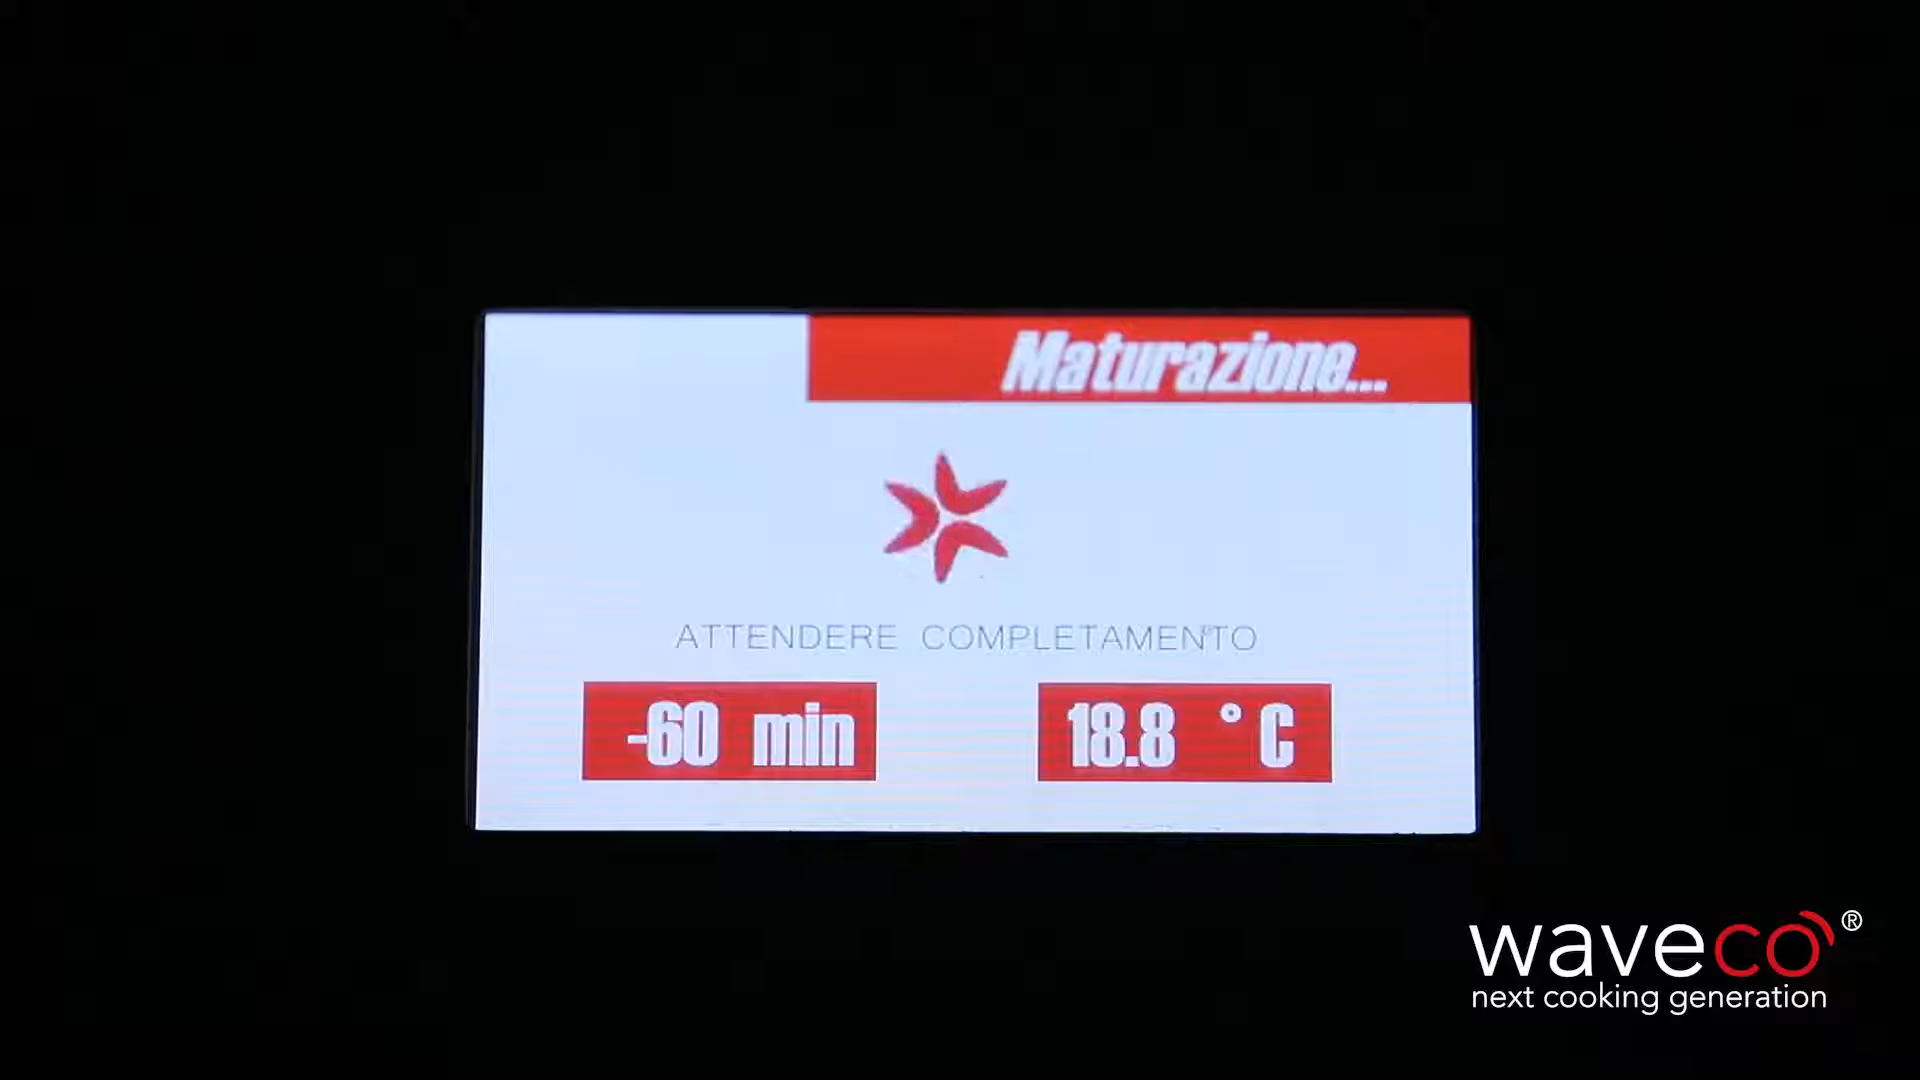 Maturazione...
ATTENDERE COMPLETAMENTO
-60 min
18.8 °C
waveco®
next cooking generation